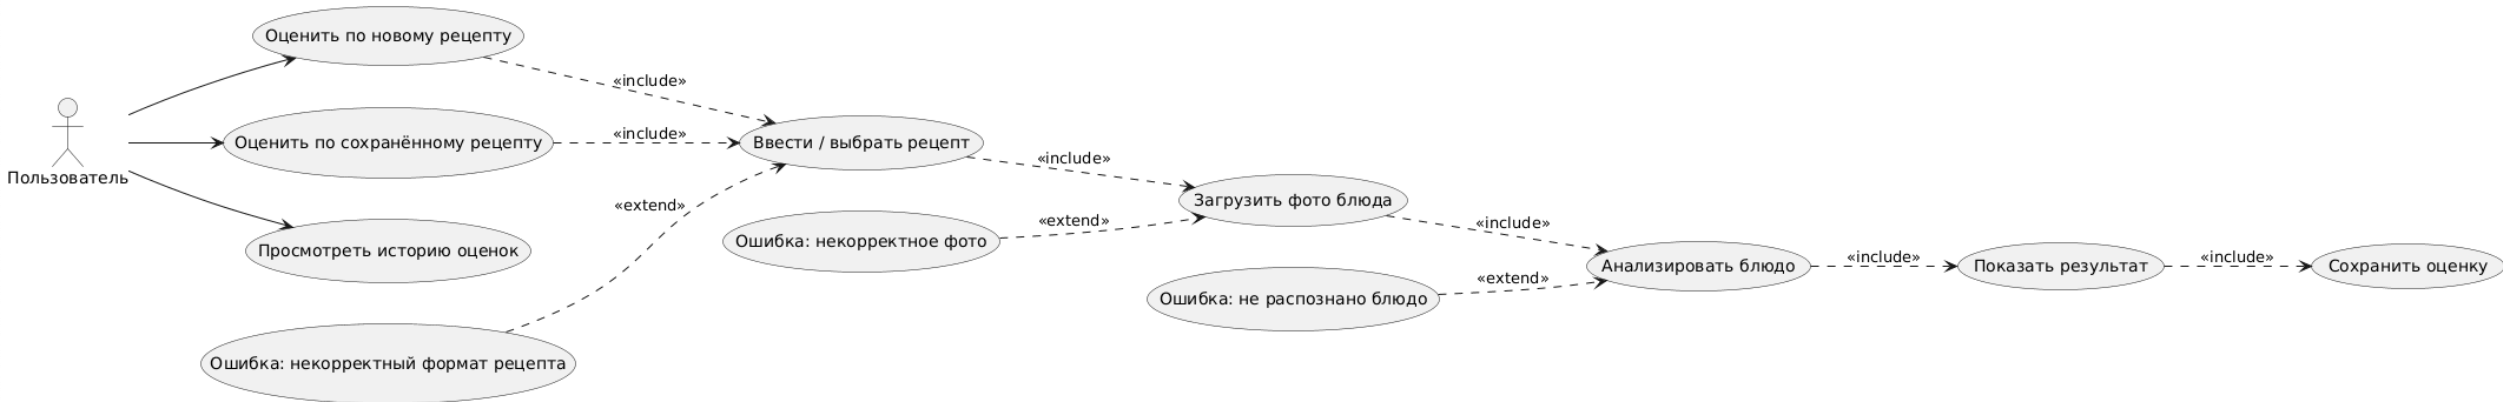 Оценить по новому рецепту
«include»
Пользователь
Оценить по сохранённому рецепту
«include»
Ввести / выбрать рецепт
«include»
Просмотреть историю оценок
«extend»
Загрузить фото блюда
Ошибка: некорректное фото
«extend»
«include»
Анализировать блюдо
«include»
Показать результат
«include»
Сохранить оценку
Ошибка: не распознано блюдо
«extend»
Ошибка: некорректный формат рецепта